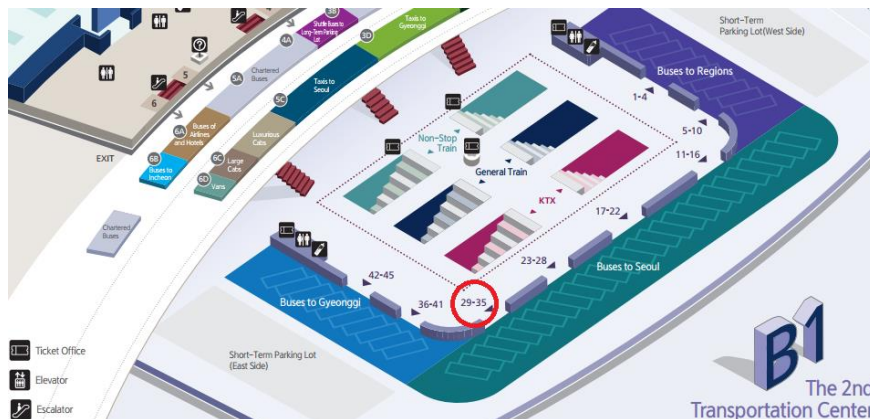 3B
Shuttle Buses to
Long-Term Parking
Lot
3D
Taxis to
Gyeonggi
4A
Chartered
Buses
5A
5C
Taxis to
Seoul
5
6
6A
Buses of
Airlines
and Hotels
Luxurious
Cabs
EXIT
6B
Buses to
Incheon
6C
Large
Cabs
6D
Vans
Chartered
Buses
Short-Term
Parking Lot(West Side)
Buses to Regions
1-4
5-10
11-16
17-22
23-28
29-35
36-41
42-45
Non-Stop
Train
General Train
KTX
Buses to Seoul
Buses to Gyeonggi
Short-Term Parking Lot
(East Side)
Ticket Office
Elevator
Escalator
B1
The 2nd
Transportation Center